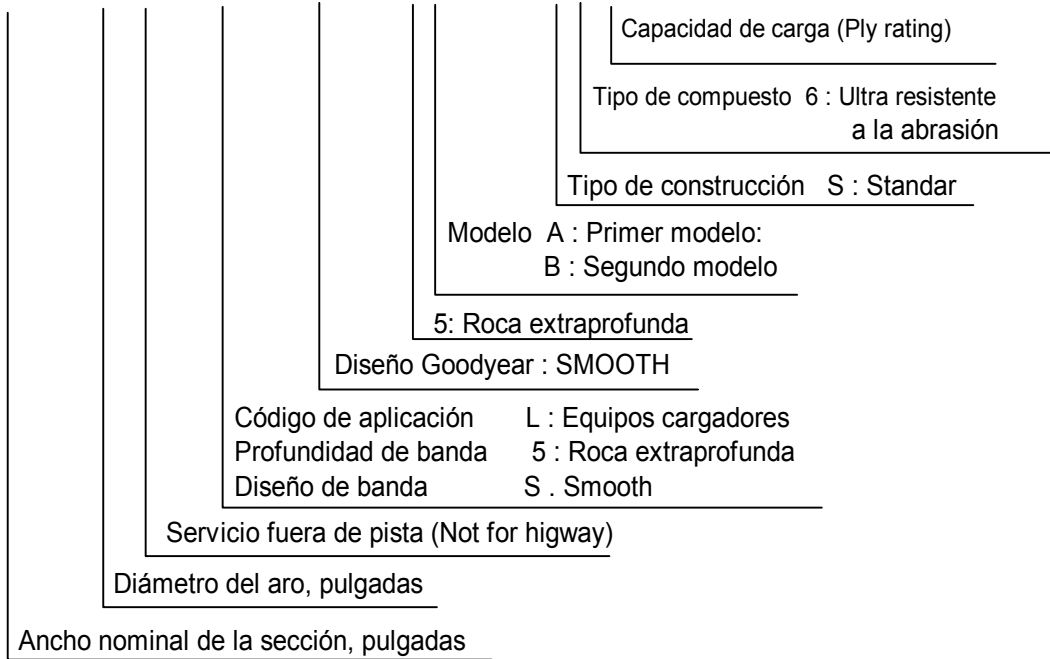 Capacidad de carga (Ply rating)
Tipo de compuesto 6 : Ultra resistente
a la abrasión
Tipo de construcción S : Standar
Modelo A : Primer modelo:
B : Segundo modelo
5: Roca extraprofunda
Diseño Goodyear : SMOOTH
Código de aplicación L : Equipos cargadores
Profundidad de banda 5 : Roca extraprofunda
Diseño de banda S . Smooth
Servicio fuera de pista (Not for higway)
Diámetro del aro, pulgadas
Ancho nominal de la sección, pulgadas